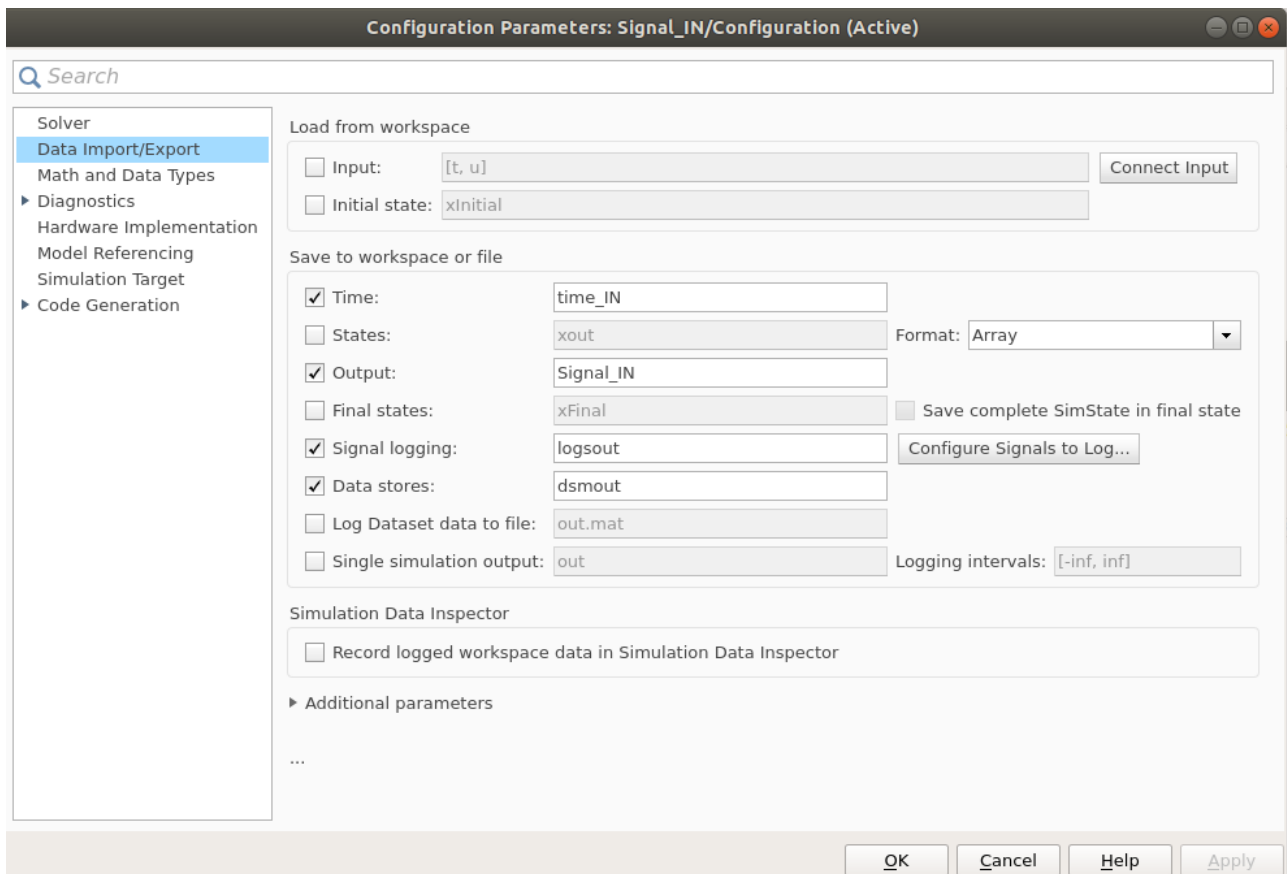 Configuration Parameters: Signal_IN/Configuration (Active)
Search
Solver
Data Import/Export
Math and Data Types
Diagnostics
Hardware Implementation
Model Referencing
Simulation Target
Code Generation
Load from workspace
Input: [t, u] Connect Input
Initial state: xInitial
Save to workspace or file
Time: time_IN
States: xout Format: Array
Output: Signal_IN
Final states: xFinal Save complete SimState in final state
Signal logging: logsout Configure Signals to Log...
Data stores: dsmout
Log Dataset data to file: out.mat
Single simulation output: out Logging intervals: [-inf, inf]
Simulation Data Inspector
Record logged workspace data in Simulation Data Inspector
Additional parameters
...
OK Cancel Help Apply